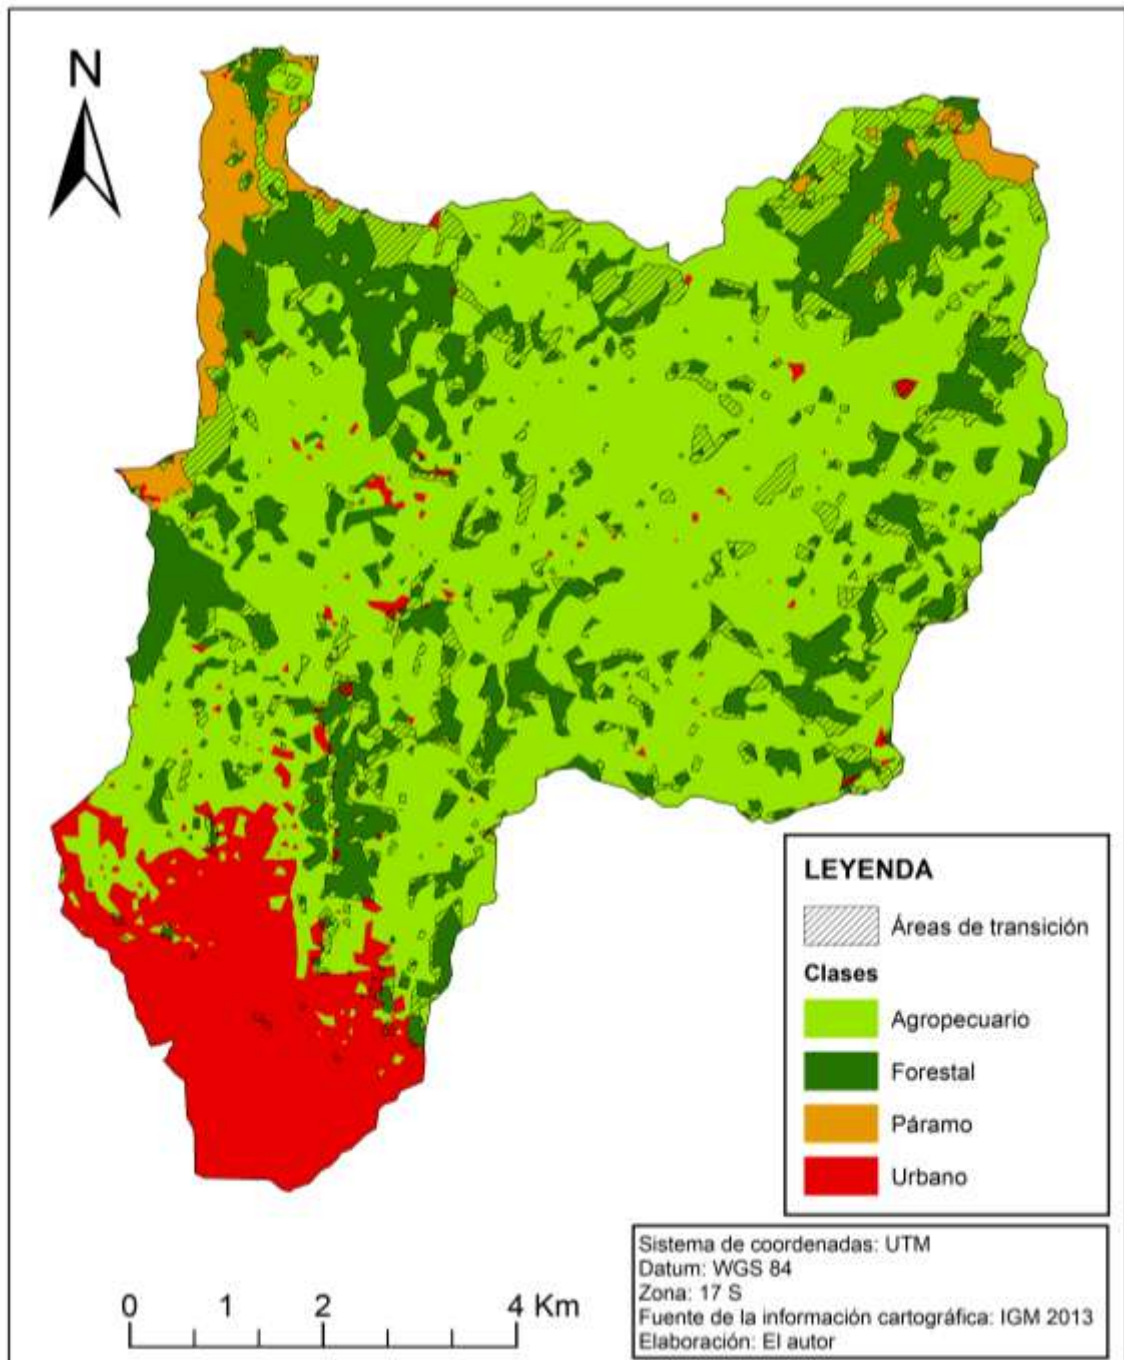 N
LEYENDA
Áreas de transición
Clases
Agropecuario
Forestal
Páramo
Urbano
Sistema de coordenadas: UTM
Datum: WGS 84
Zona: 17 S
Fuente de la información cartográfica: IGM 2013
Elaboración: El autor
0 1 2 4 Km